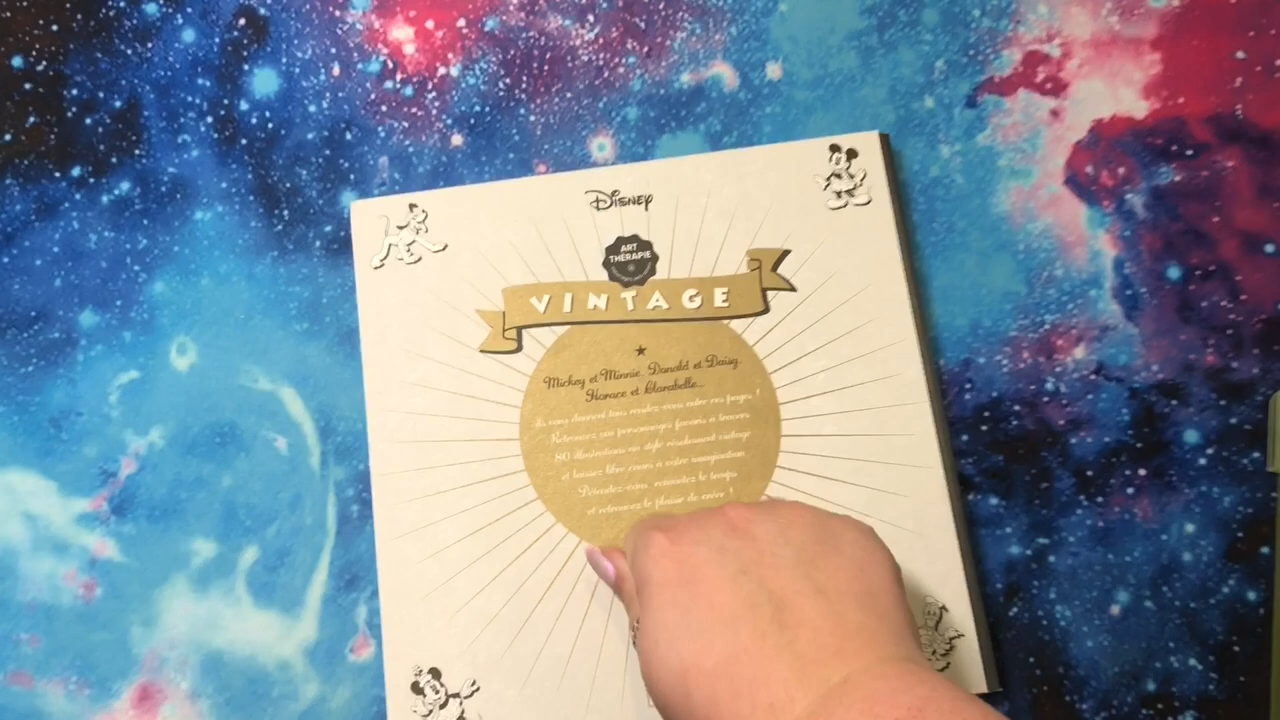 Disney
ART
THÉRAPIE
VINTAGE
Mickey et Minnie, Donald et Daisy,
Horace et Clarabelle...
Ils vous donnent tous rendez-vous entre ces pages !
Retrouvez vos personnages favoris à travers
80 illustrations au style résolument vintage
et laissez libre cours à votre imagination.
Détendez-vous, remontez le temps
et retrouvez le plaisir de créer !